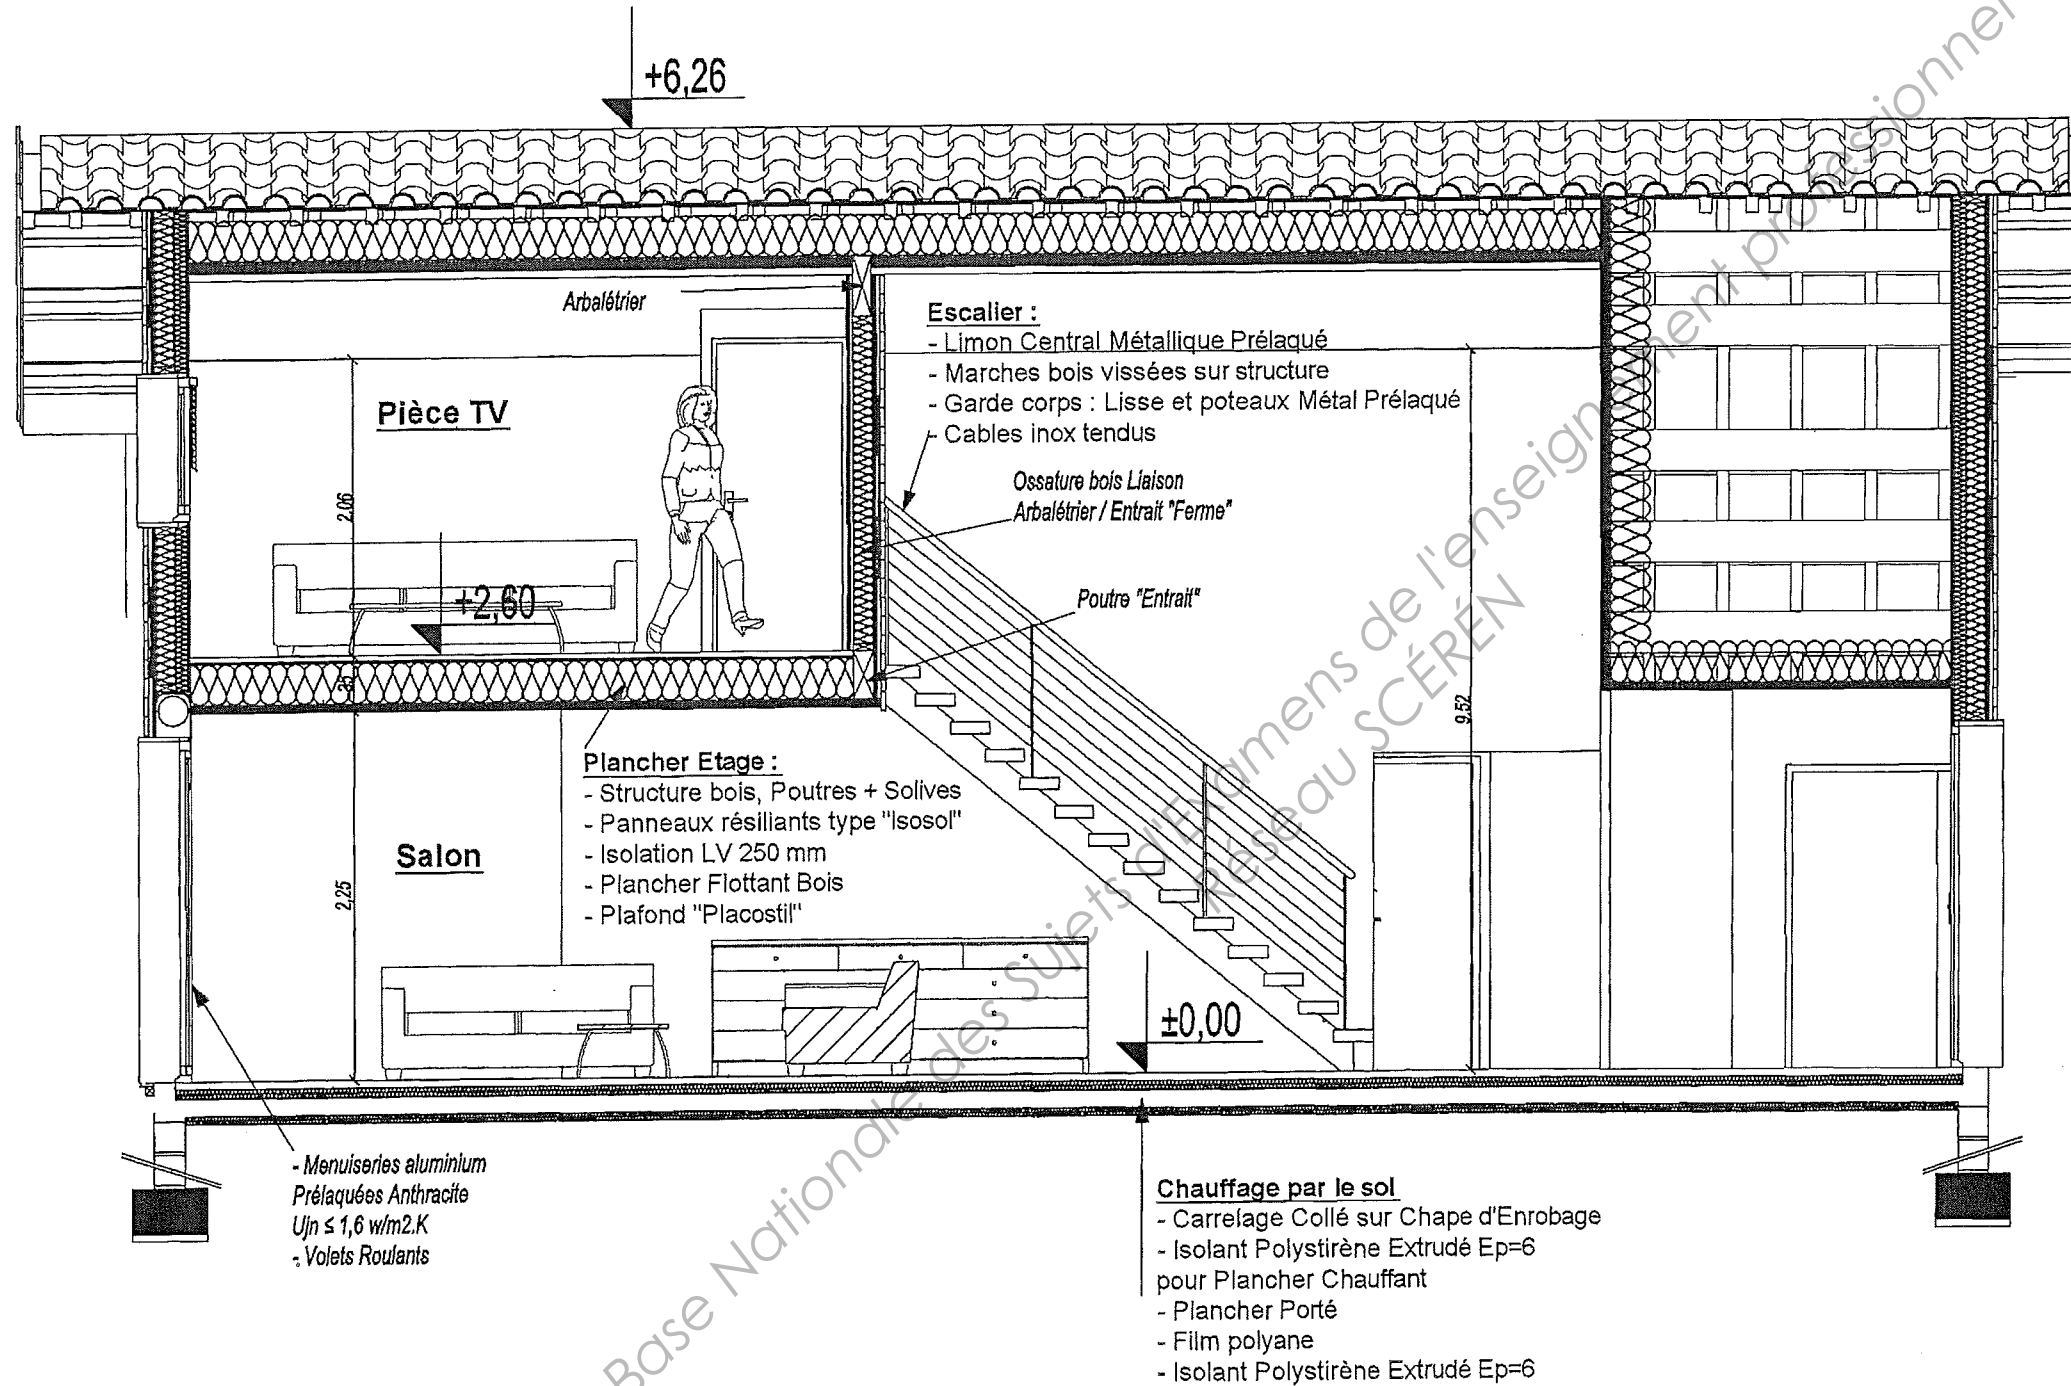 +6,26
Arbalétrier
Escalier :
- Limon Central Métallique Prélaqué
- Marches bois vissées sur structure
- Garde corps : Lisse et poteaux Métal Prélaqué
- Cables inox tendus
Pièce TV
2,06
Ossature bois Liaison
Arbalétrier / Entrait "Ferme"
+2,60
Poutre "Entrait"
35
9,52
Plancher Etage :
- Structure bois, Poutres + Solives
- Panneaux résiliants type "Isosol"
- Isolation LV 250 mm
- Plancher Flottant Bois
- Plafond "Placostil"
Salon
2,25
±0,00
- Menuiseries aluminium
Prélaquées Anthracite
Ujn ≤ 1,6 w/m2.K
- Volets Roulants
Chauffage par le sol
- Carrelage Collé sur Chape d'Enrobage
- Isolant Polystirène Extrudé Ep=6
pour Plancher Chauffant
- Plancher Porté
- Film polyane
- Isolant Polystirène Extrudé Ep=6
Base Nationale des Sujets d'Examens de l'enseignement professionnel
Réseau SCÉRÉN